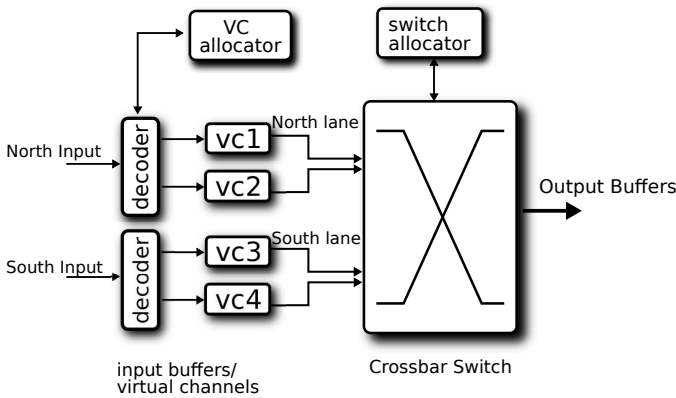 VC
allocator
switch
allocator
North Input
decoder
vc1
North lane
vc2
Output Buffers
South Input
decoder
vc3
South lane
vc4
input buffers/
virtual channels
Crossbar Switch